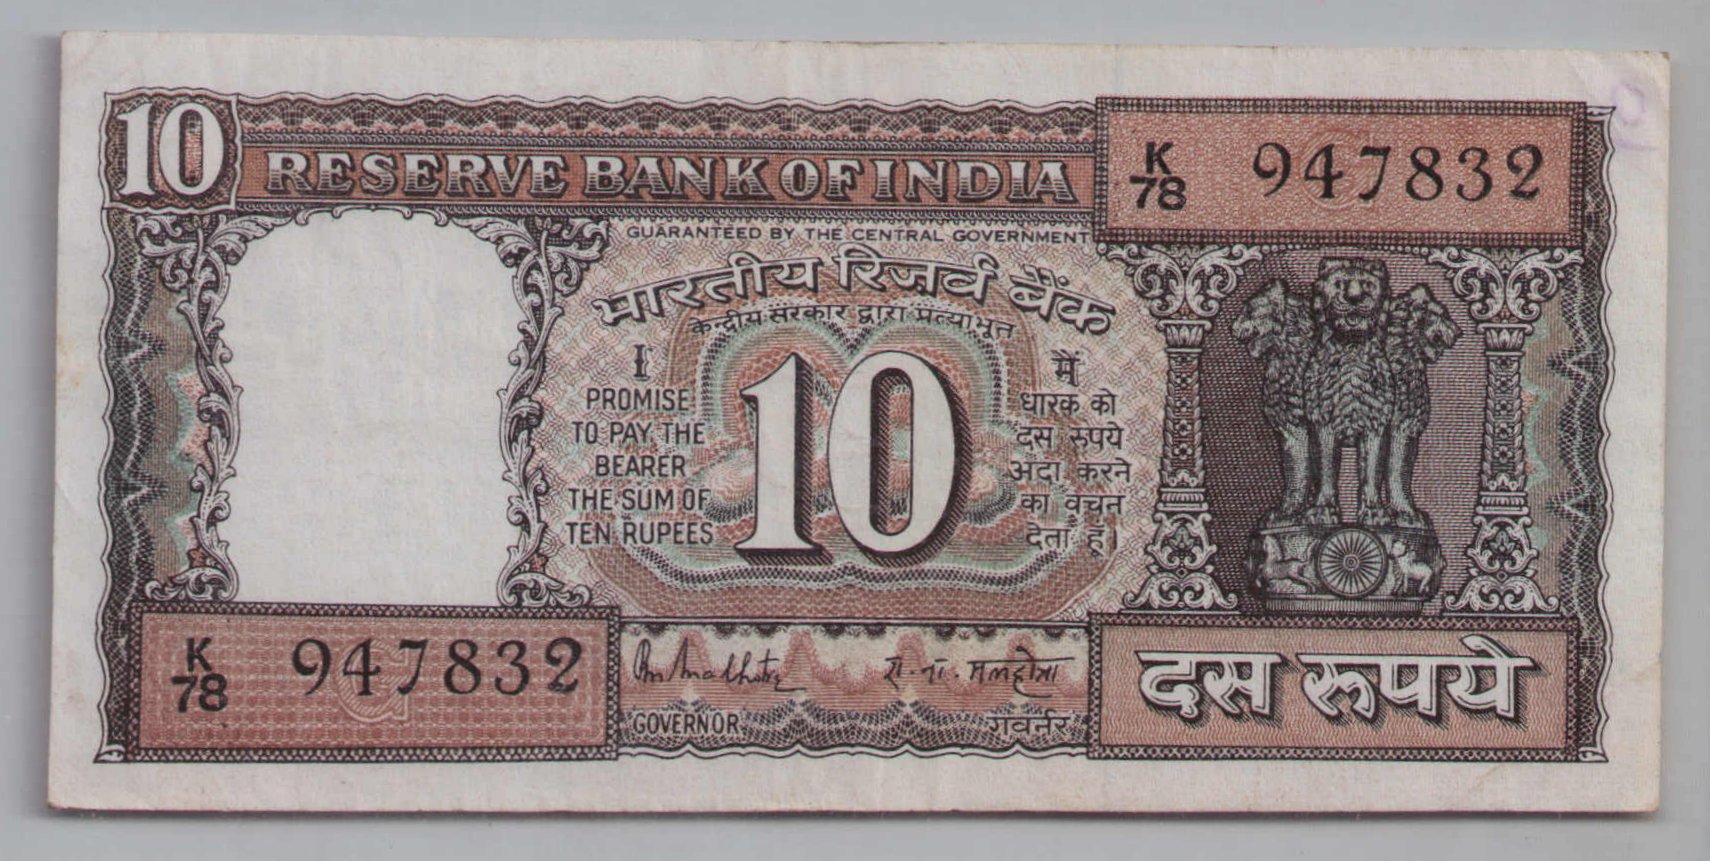 10
RESERVE BANK OF INDIA
K
78
947832
GUARANTEED BY THE CENTRAL GOVERNMENT
भारतीय रिज़र्व बैंक
केन्द्रीय सरकार द्वारा प्रत्याभूत
I
PROMISE
TO PAY THE
BEARER
THE SUM OF
TEN RUPEES
10
मैं
धारक को
दस रुपये
अदा करने
का वचन
देता हूं।
K
78
947832
G
रा. ना. मलहोत्रा
GOVERNOR
गवर्नर
दस रूपये